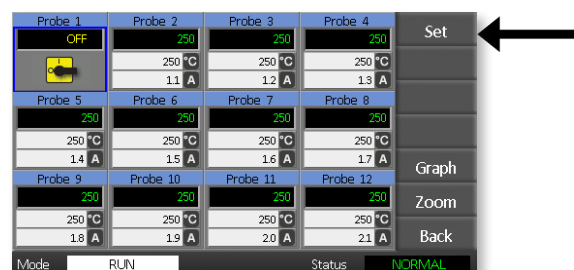 Probe 1 Probe 2 Probe 3 Probe 4 Set
OFF 250 250 250
250 °C 250 °C 250 °C
1.1 A 1.2 A 1.3 A
Probe 5 Probe 6 Probe 7 Probe 8
250 250 250 250
250 °C 250 °C 250 °C 250 °C
1.4 A 1.5 A 1.6 A 1.7 A Graph
Probe 9 Probe 10 Probe 11 Probe 12
250 250 250 250 Zoom
250 °C 250 °C 250 °C 250 °C
1.8 A 1.9 A 2.0 A 2.1 A Back
Mode RUN Status NORMAL